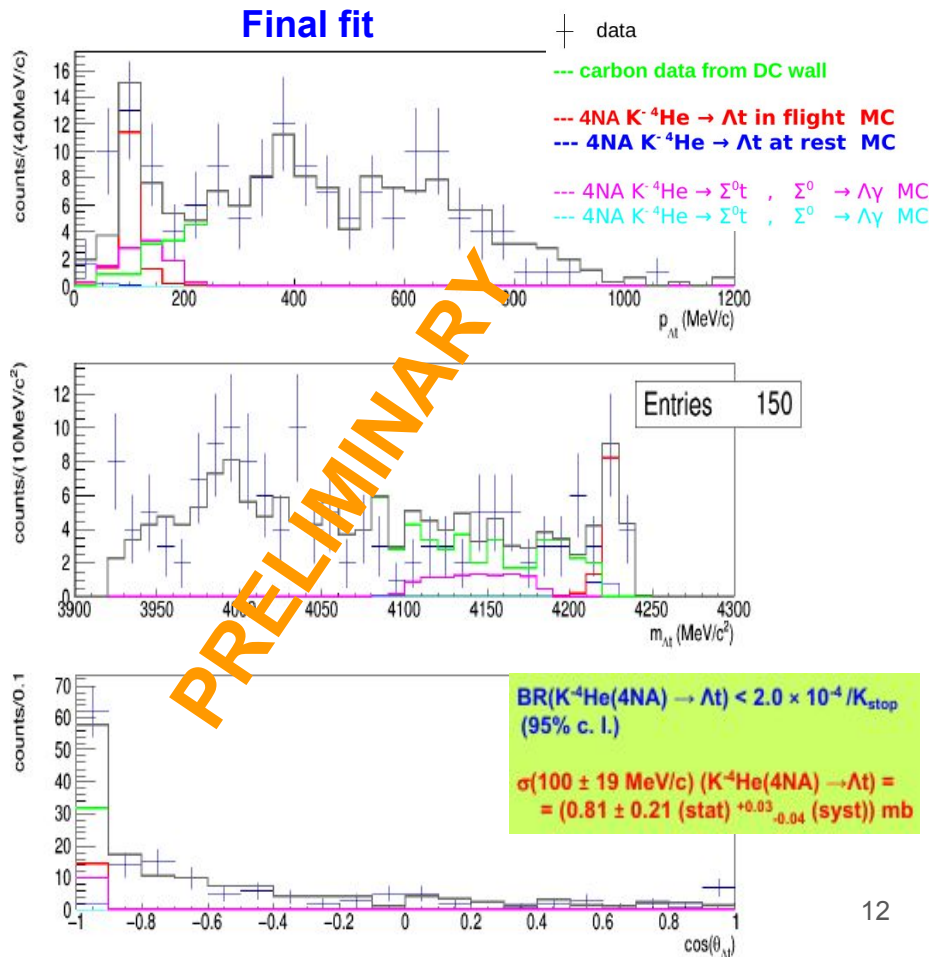 Final fit
data
--- carbon data from DC wall
--- 4NA K⁻ ⁴He → Λt in flight MC
--- 4NA K⁻ ⁴He → Λt at rest MC
--- 4NA K⁻ ⁴He → Σ⁰t , Σ⁰ → Λγ MC
--- 4NA K⁻ ⁴He → Σ⁰t , Σ⁰ → Λγ MC
counts/(40MeV/c)
16
14
12
10
8
6
4
2
0
0 200 400 600 800 1000 1200
p_Λt (MeV/c)
PRELIMINARY
counts/(10MeV/c²)
12
10
8
6
4
2
0
Entries 150
3900 3950 4000 4050 4100 4150 4200 4250 4300
m_Λt (MeV/c²)
counts/0.1
70
60
50
40
30
20
10
0
BR(K⁻⁴He(4NA) → Λt) < 2.0 × 10⁻⁴ /K_stop
(95% c. l.)
σ(100 ± 19 MeV/c) (K⁻⁴He(4NA) →Λt) =
= (0.81 ± 0.21 (stat) ⁺⁰·⁰³₋₀.₀₄ (syst)) mb
−1 −0.8 −0.6 −0.4 −0.2 0 0.2 0.4 0.6 0.8 1
cos(θ_Λt)
12